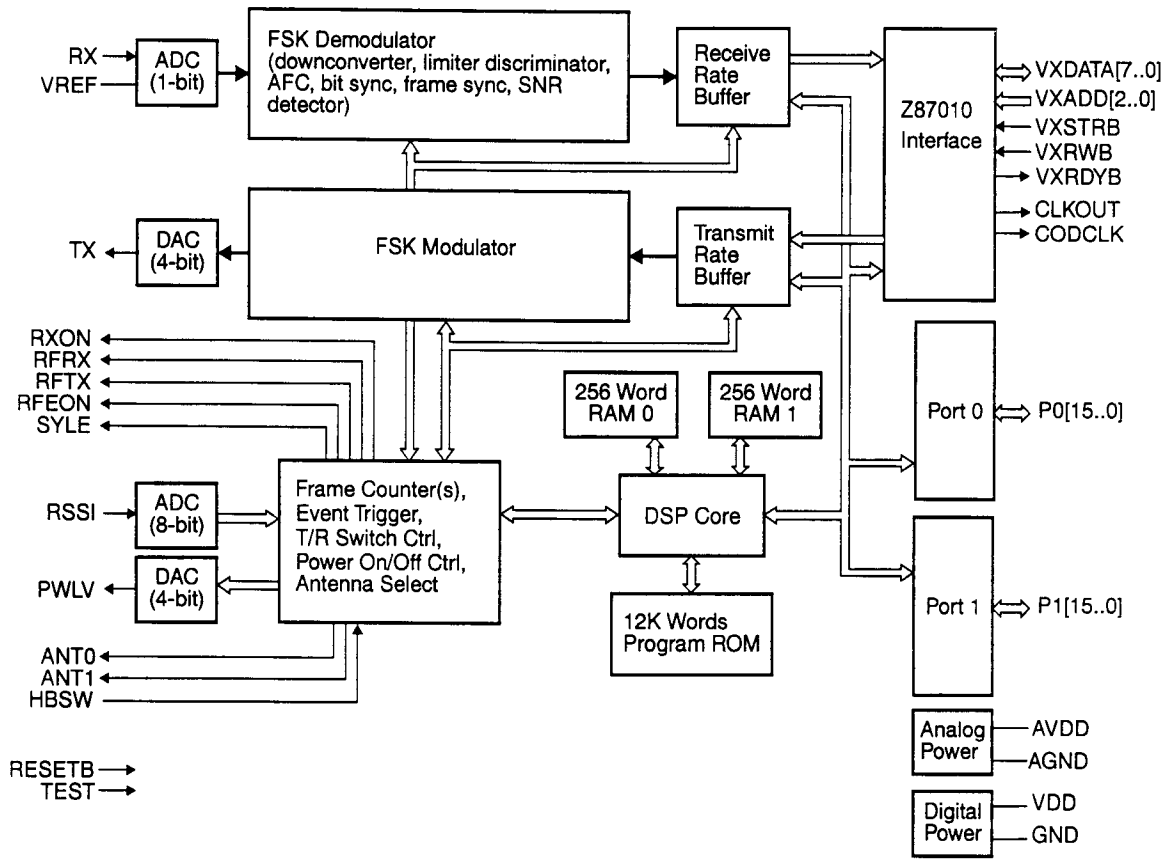 RX
VREF
ADC
(1-bit)
FSK Demodulator
(downconverter, limiter discriminator,
AFC, bit sync, frame sync, SNR
detector)
Receive
Rate
Buffer
Z87010
Interface
VXDATA[7..0]
VXADD[2..0]
VXSTRB
VXRWB
VXRDYB
CLKOUT
CODCLK
TX
DAC
(4-bit)
FSK Modulator
Transmit
Rate
Buffer
RXON
RFRX
RFTX
RFEON
SYLE
256 Word
RAM 0
256 Word
RAM 1
Port 0
P0[15..0]
RSSI
ADC
(8-bit)
Frame Counter(s),
Event Trigger,
T/R Switch Ctrl,
Power On/Off Ctrl,
Antenna Select
DSP Core
PWLV
DAC
(4-bit)
12K Words
Program ROM
Port 1
P1[15..0]
ANT0
ANT1
HBSW
Analog
Power
AVDD
AGND
RESETB
TEST
Digital
Power
VDD
GND